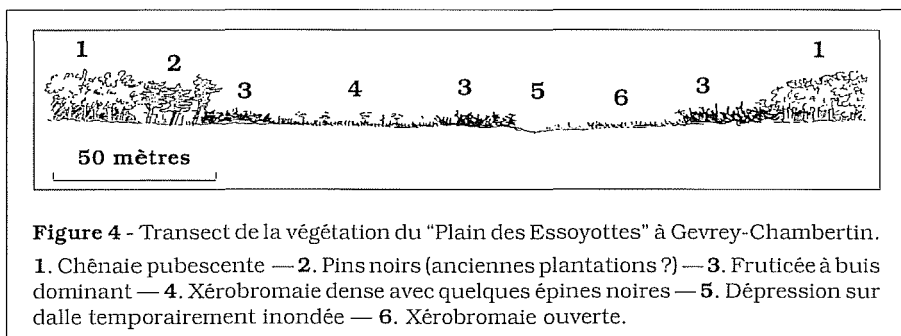 1 2 3 4 3 5 6 3 1
50 mètres
Figure 4 - Transect de la végétation du "Plain des Essoyottes" à Gevrey-Chambertin.
1. Chênaie pubescente — 2. Pins noirs (anciennes plantations ?) — 3. Fruticée à buis
dominant — 4. Xérobromaie dense avec quelques épines noires — 5. Dépression sur
dalle temporairement inondée — 6. Xérobromaie ouverte.